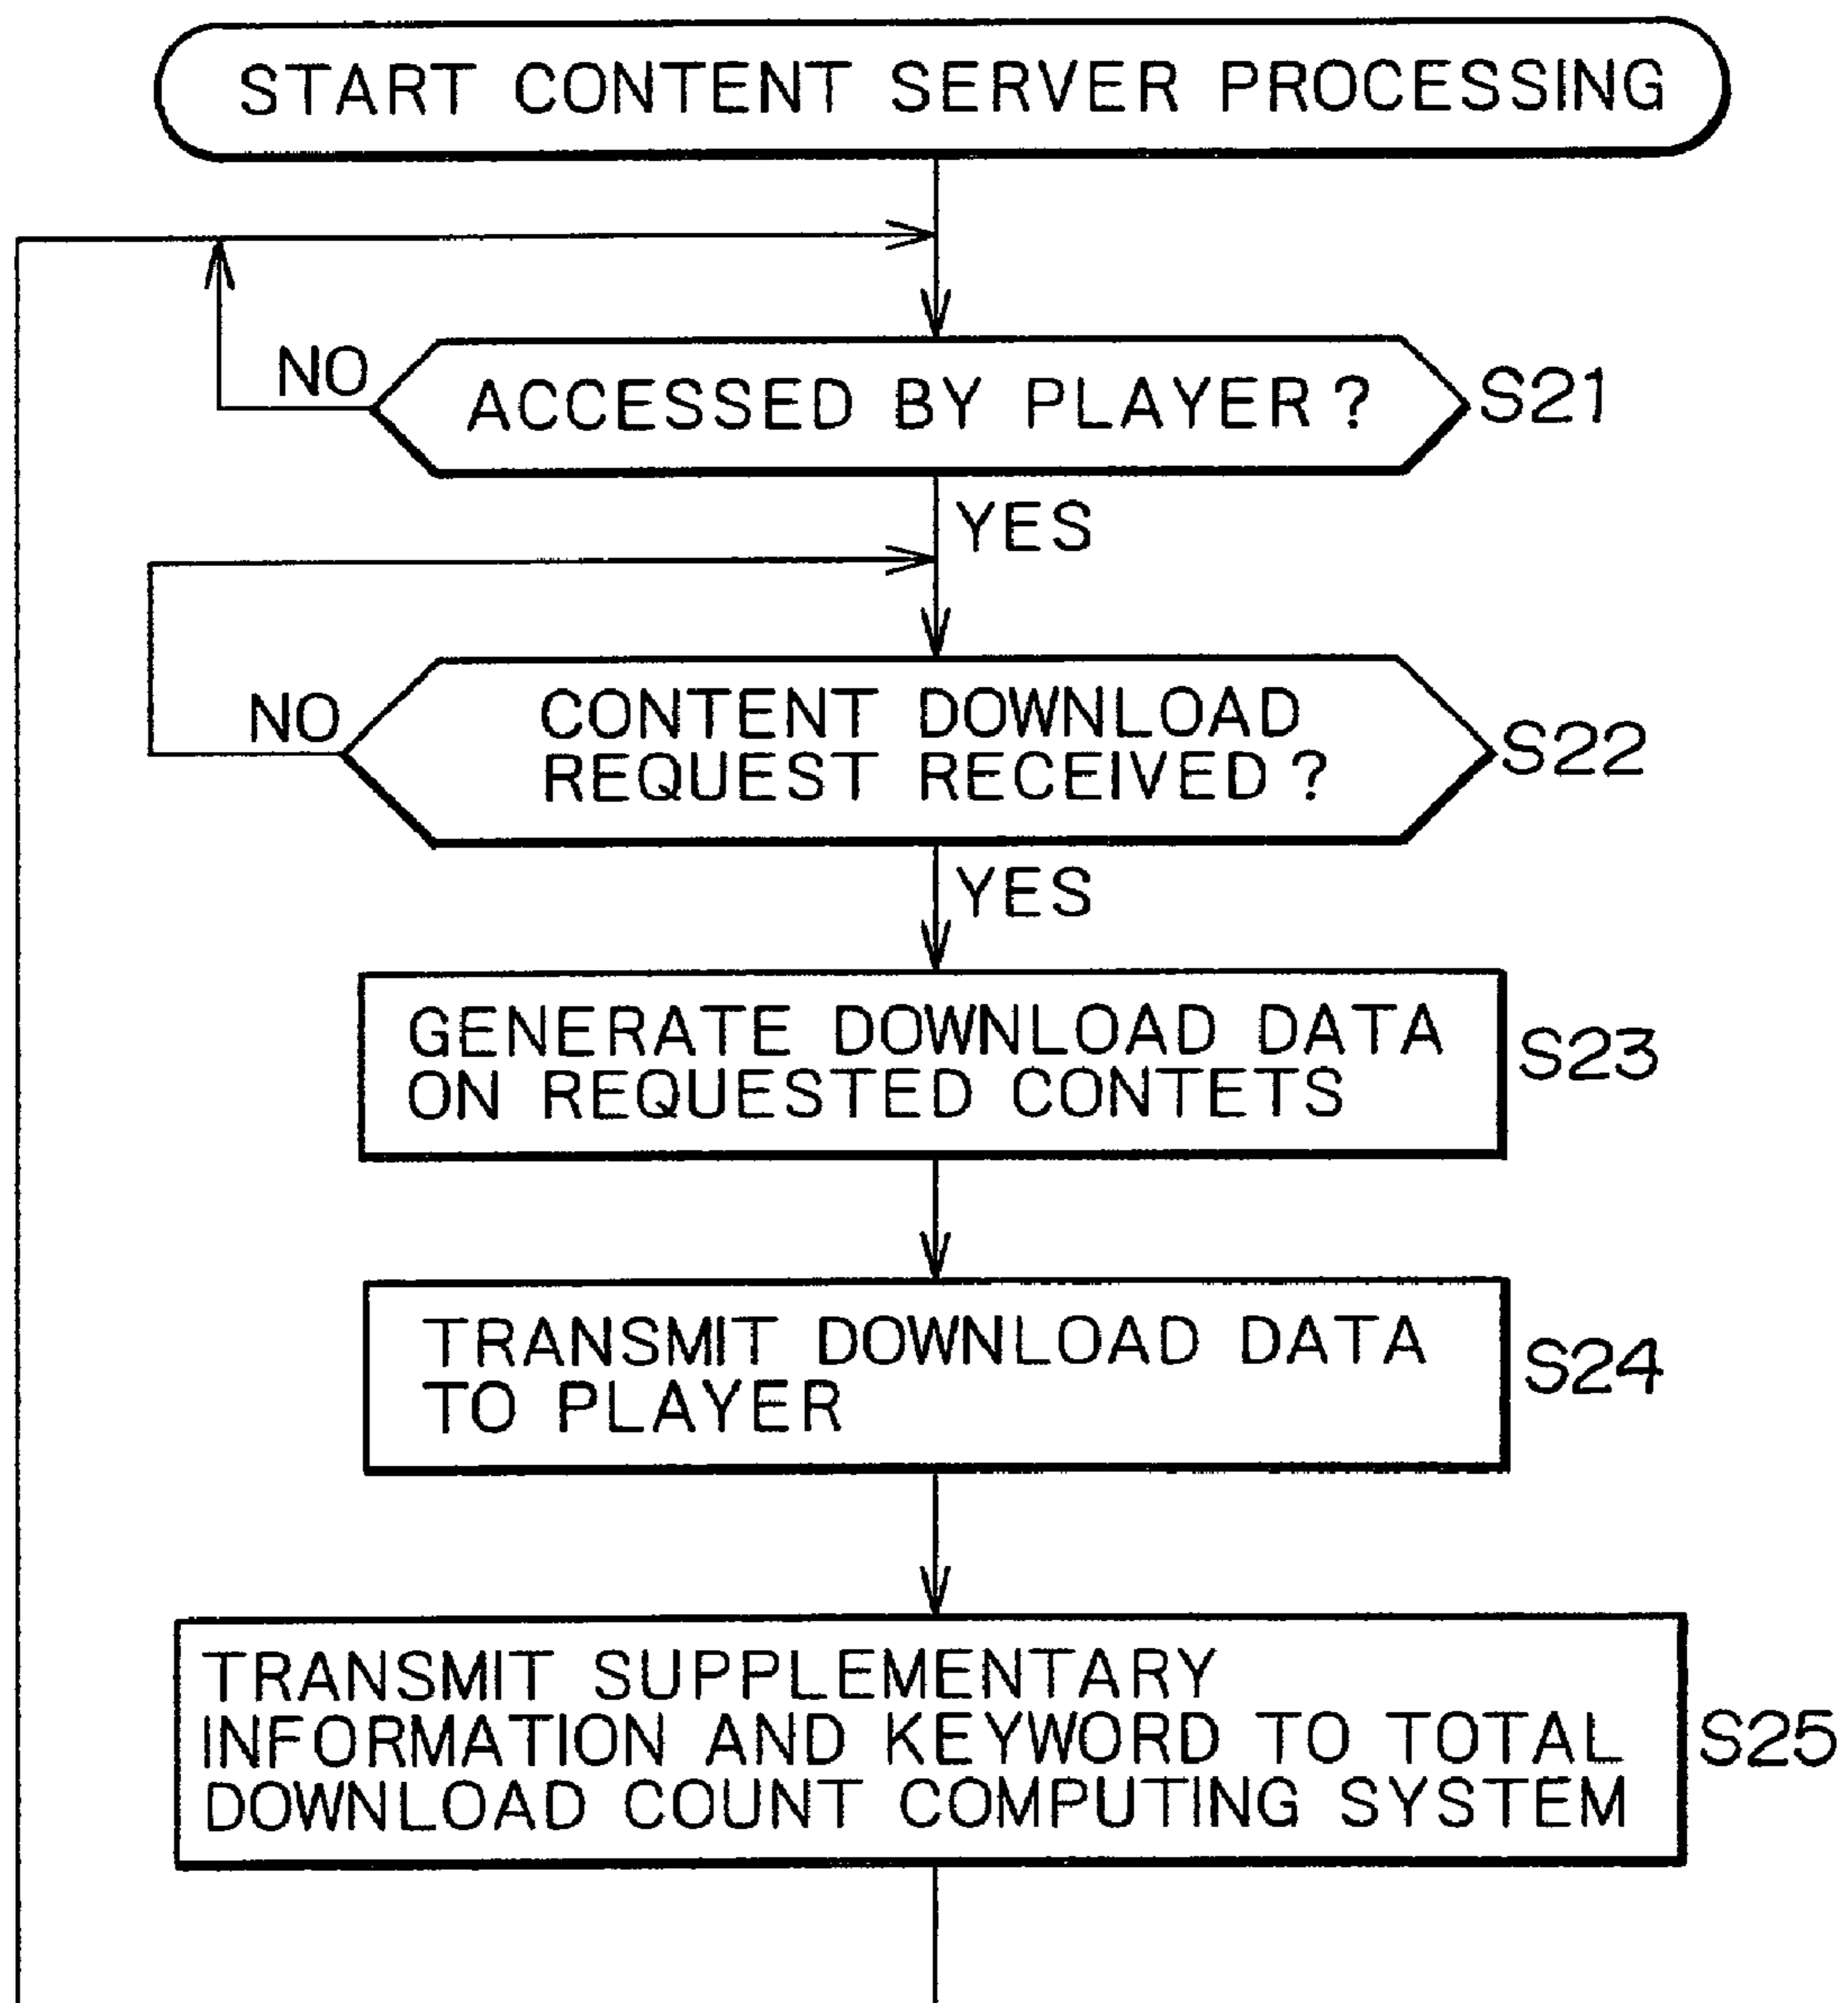 START CONTENT SERVER PROCESSING
NO
ACCESSED BY PLAYER ?
S21
YES
NO
CONTENT DOWNLOAD
REQUEST RECEIVED ?
S22
YES
GENERATE DOWNLOAD DATA
ON REQUESTED CONTETS
S23
TRANSMIT DOWNLOAD DATA
TO PLAYER
S24
TRANSMIT SUPPLEMENTARY
INFORMATION AND KEYWORD TO TOTAL
DOWNLOAD COUNT COMPUTING SYSTEM
S25